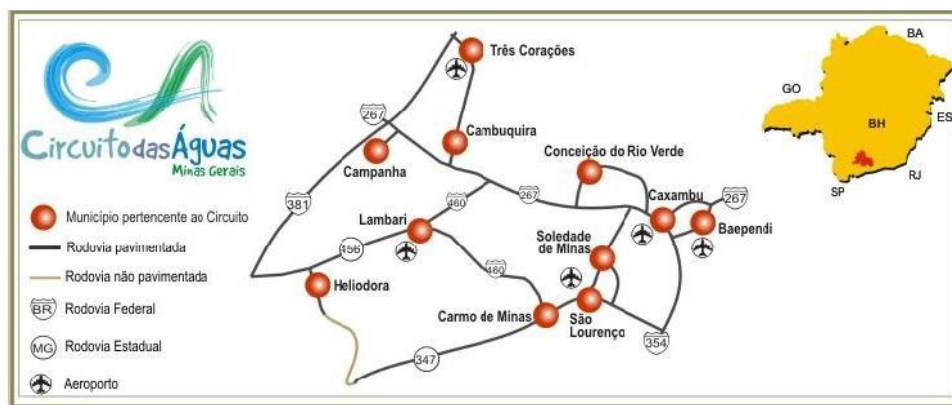 Circuito das Águas
Minas Gerais
Município pertencente ao Circuito
Rodovia pavimentada
Rodovia não pavimentada
BR
Rodovia Federal
MG
Rodovia Estadual
Aeroporto
Três Corações
267
Cambuquira
Campanha
Conceição do Rio Verde
381
460
267
Caxambu
267
Lambari
Baependi
456
Soledade
de Minas
460
Heliodora
Carmo de Minas
São
Lourenço
354
347
BA
GO
ES
BH
SP
RJ